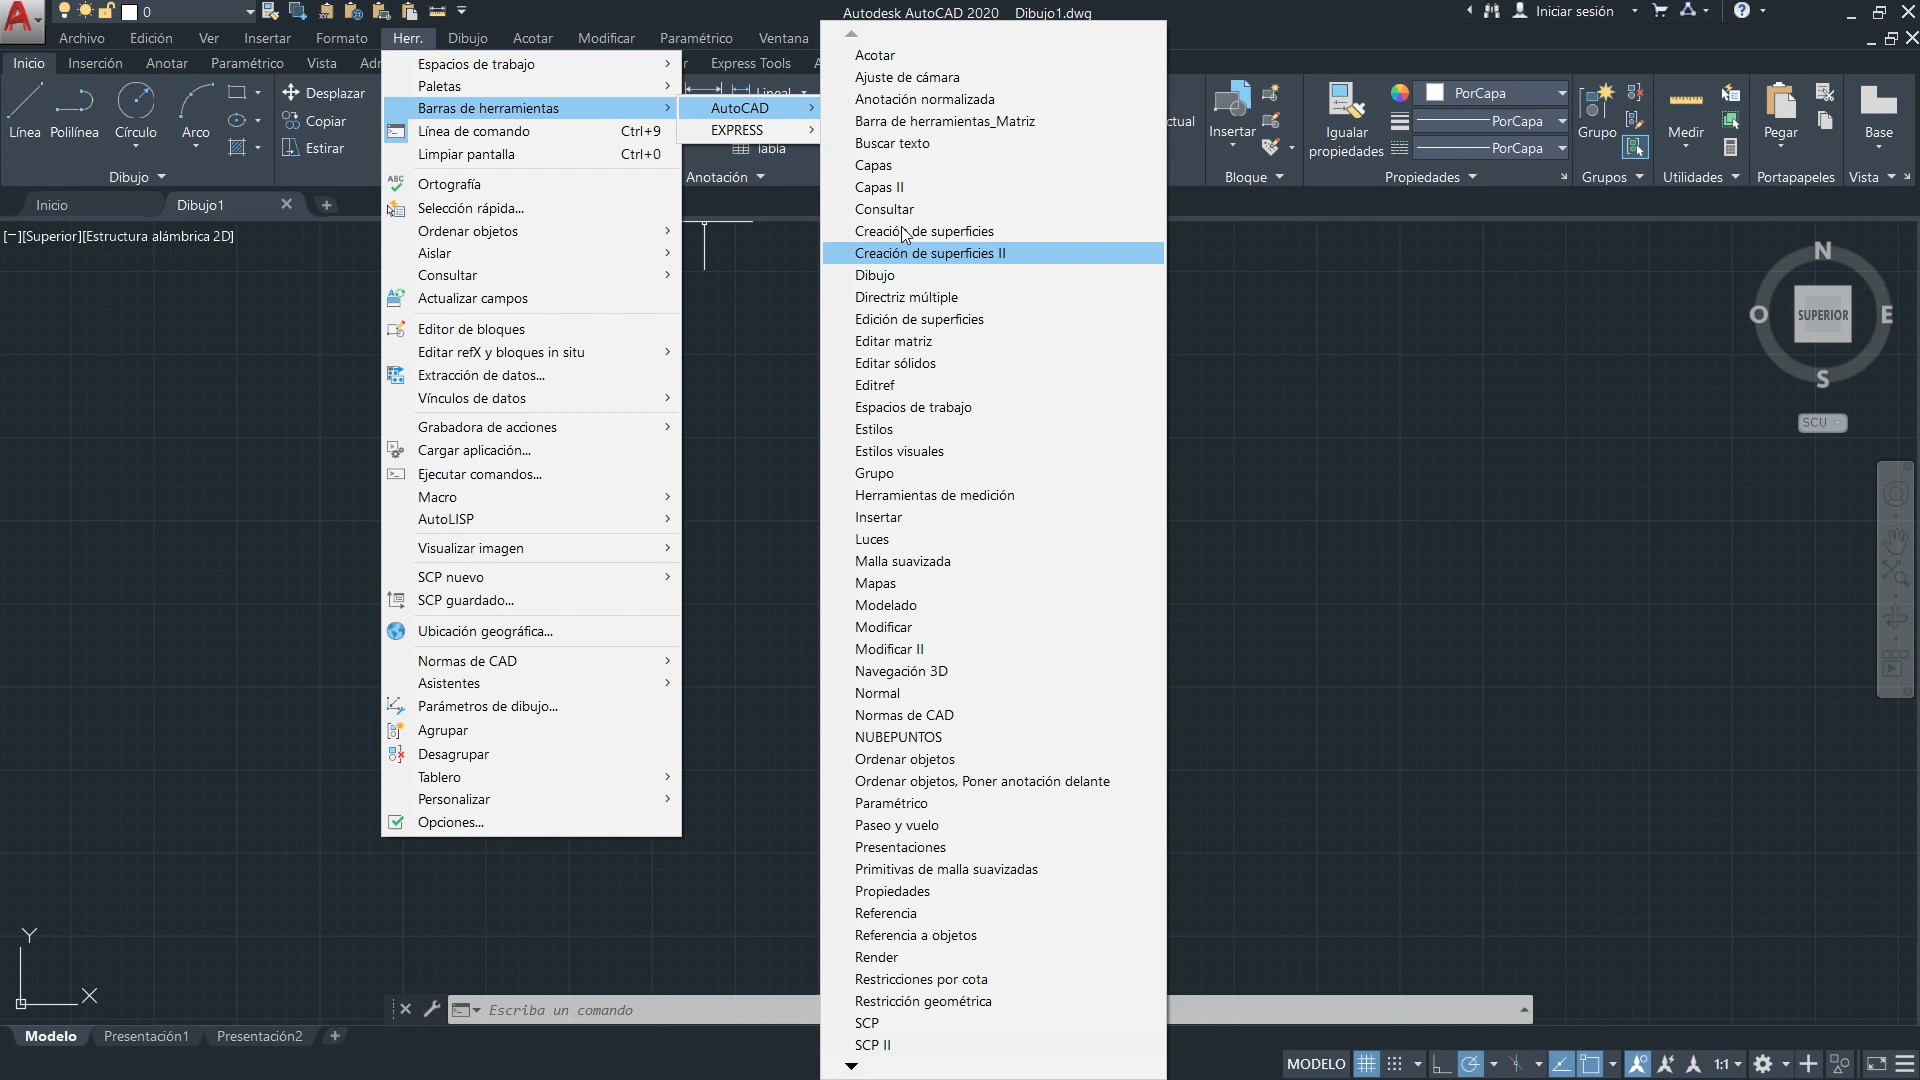 0
Autodesk AutoCAD 2020 Dibujo1.dwg
Iniciar sesión
Archivo Edición Ver Insertar Formato Herr. Dibujo Acotar Modificar Paramétrico Ventana
Inicio Inserción Anotar Paramétrico Vista Express Tools
Línea
Polilínea
Círculo
Arco
Desplazar
Copiar
Estirar
Dibujo
Lineal
Tabla
Anotación
Insertar
Bloque
Igualar
propiedades
PorCapa
PorCapa
PorCapa
Propiedades
Grupo
Grupos
Medir
Utilidades
Pegar
Portapapeles
Base
Vista
Inicio
Dibujo1
[−][Superior][Estructura alámbrica 2D]
Espacios de trabajo
Paletas
Barras de herramientas
Línea de comando Ctrl+9
Limpiar pantalla Ctrl+0
ABC
Ortografía
Selección rápida...
Ordenar objetos
Aislar
Consultar
Actualizar campos
Editor de bloques
Editar refX y bloques in situ
Extracción de datos...
Vínculos de datos
Grabadora de acciones
Cargar aplicación...
Ejecutar comandos...
Macro
AutoLISP
Visualizar imagen
SCP nuevo
SCP guardado...
Ubicación geográfica...
Normas de CAD
Asistentes
Parámetros de dibujo...
Agrupar
Desagrupar
Tablero
Personalizar
Opciones...
AutoCAD
EXPRESS
Acotar
Ajuste de cámara
Anotación normalizada
Barra de herramientas_Matriz
Buscar texto
Capas
Capas II
Consultar
Creación de superficies
Creación de superficies II
Dibujo
Directriz múltiple
Edición de superficies
Editar matriz
Editar sólidos
Editref
Espacios de trabajo
Estilos
Estilos visuales
Grupo
Herramientas de medición
Insertar
Luces
Malla suavizada
Mapas
Modelado
Modificar
Modificar II
Navegación 3D
Normal
Normas de CAD
NUBEPUNTOS
Ordenar objetos
Ordenar objetos, Poner anotación delante
Paramétrico
Paseo y vuelo
Presentaciones
Primitivas de malla suavizadas
Propiedades
Referencia
Referencia a objetos
Render
Restricciones por cota
Restricción geométrica
SCP
SCP II
N
O SUPERIOR E
S
SCU
Y
X
Escriba un comando
Modelo Presentación1 Presentación2
MODELO 1:1